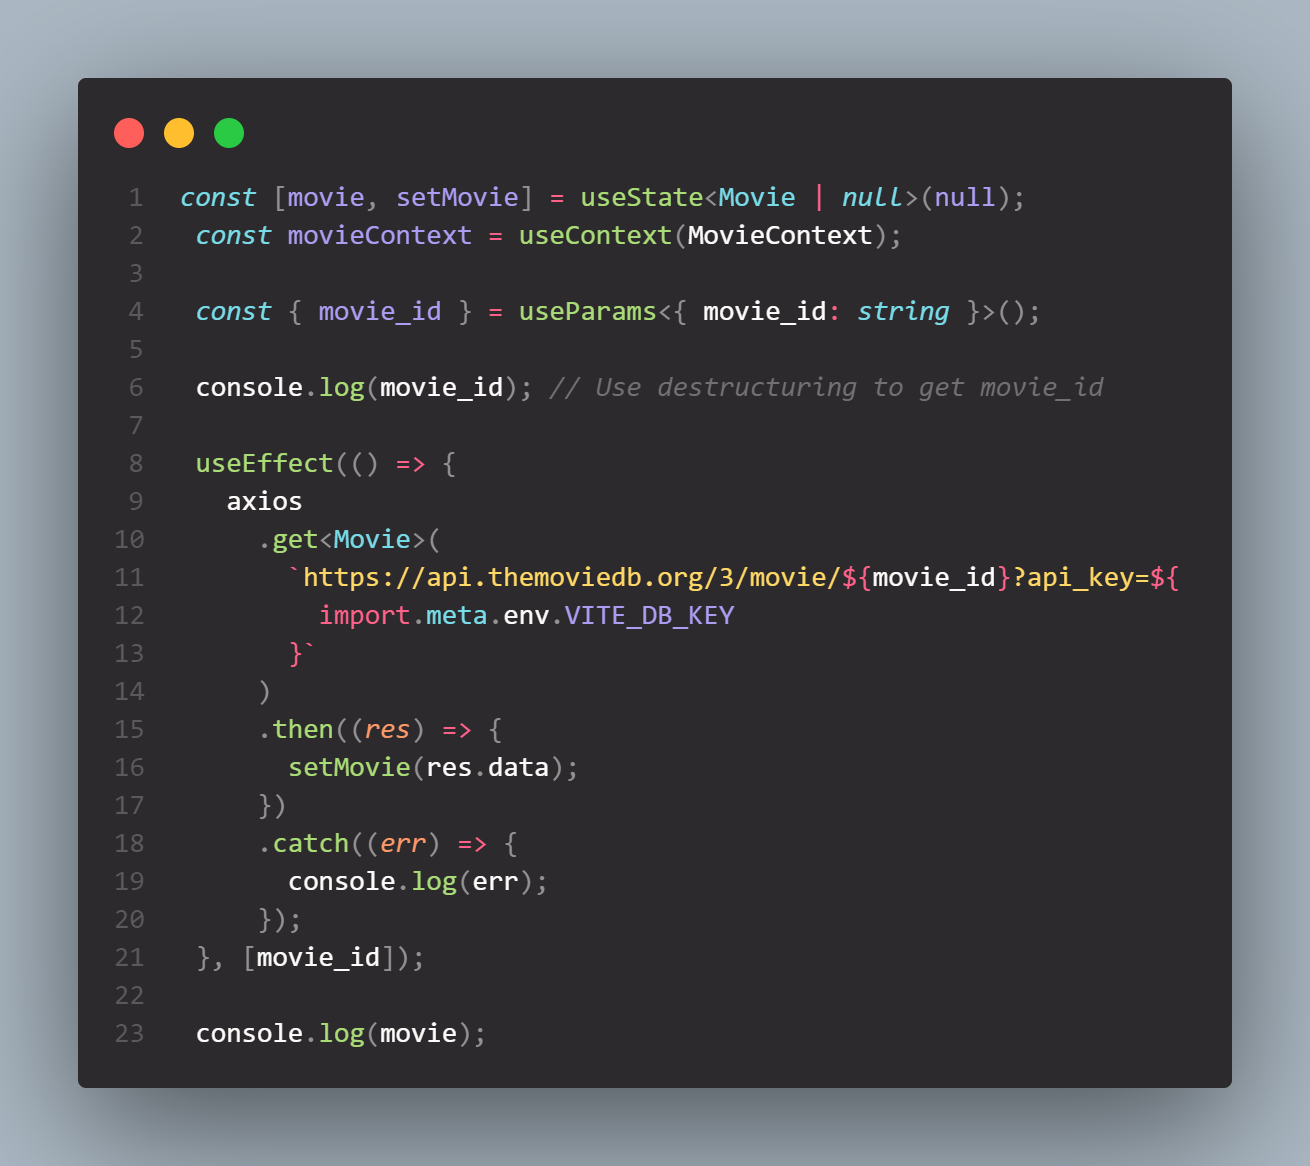 1 const [movie, setMovie] = useState<Movie | null>(null);
2 const movieContext = useContext(MovieContext);
3
4 const { movie_id } = useParams<{ movie_id: string }>();
5
6 console.log(movie_id); // Use destructuring to get movie_id
7
8 useEffect(() => {
9 axios
10 .get<Movie>(
11 `https://api.themoviedb.org/3/movie/${movie_id}?api_key=${
12 import.meta.env.VITE_DB_KEY
13 }`
14 )
15 .then((res) => {
16 setMovie(res.data);
17 })
18 .catch((err) => {
19 console.log(err);
20 });
21 }, [movie_id]);
22
23 console.log(movie);